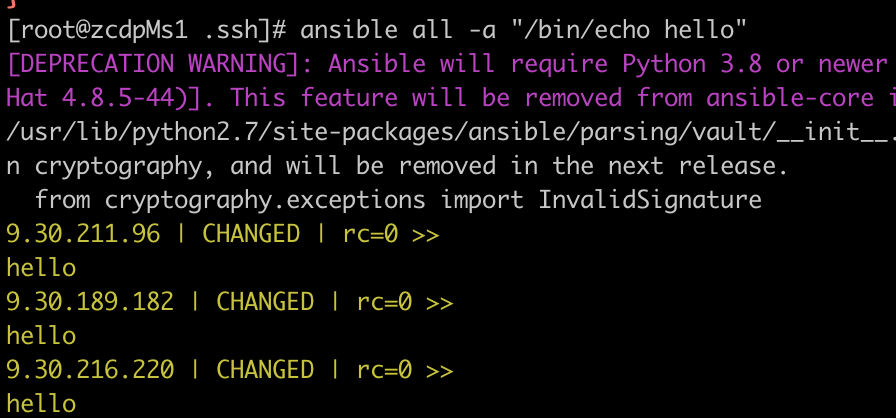 [root@zcdpMs1 .ssh]# ansible all -a "/bin/echo hello"
[DEPRECATION WARNING]: Ansible will require Python 3.8 or newer
Hat 4.8.5-44)]. This feature will be removed from ansible-core i
/usr/lib/python2.7/site-packages/ansible/parsing/vault/__init__.
n cryptography, and will be removed in the next release.
  from cryptography.exceptions import InvalidSignature
9.30.211.96 | CHANGED | rc=0 >>
hello
9.30.189.182 | CHANGED | rc=0 >>
hello
9.30.216.220 | CHANGED | rc=0 >>
hello